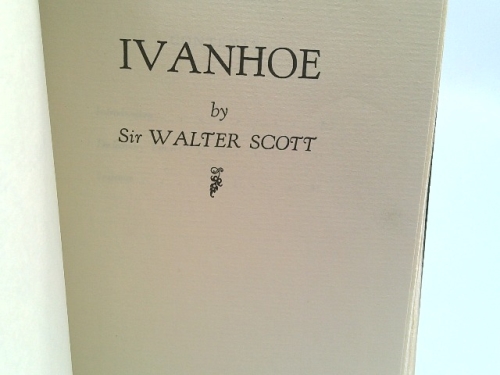 IVANHOE
by
Sir WALTER SCOTT